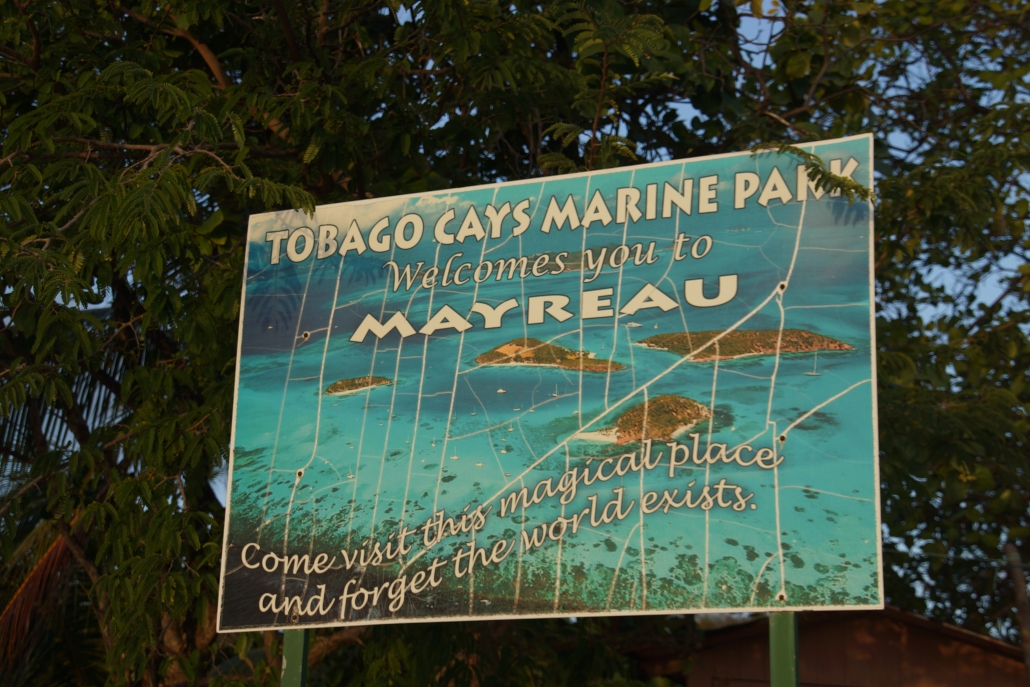 TOBAGO CAYS MARINE PARK
Welcomes you to
MAYREAU
Come visit this magical place
and forget the world exists.